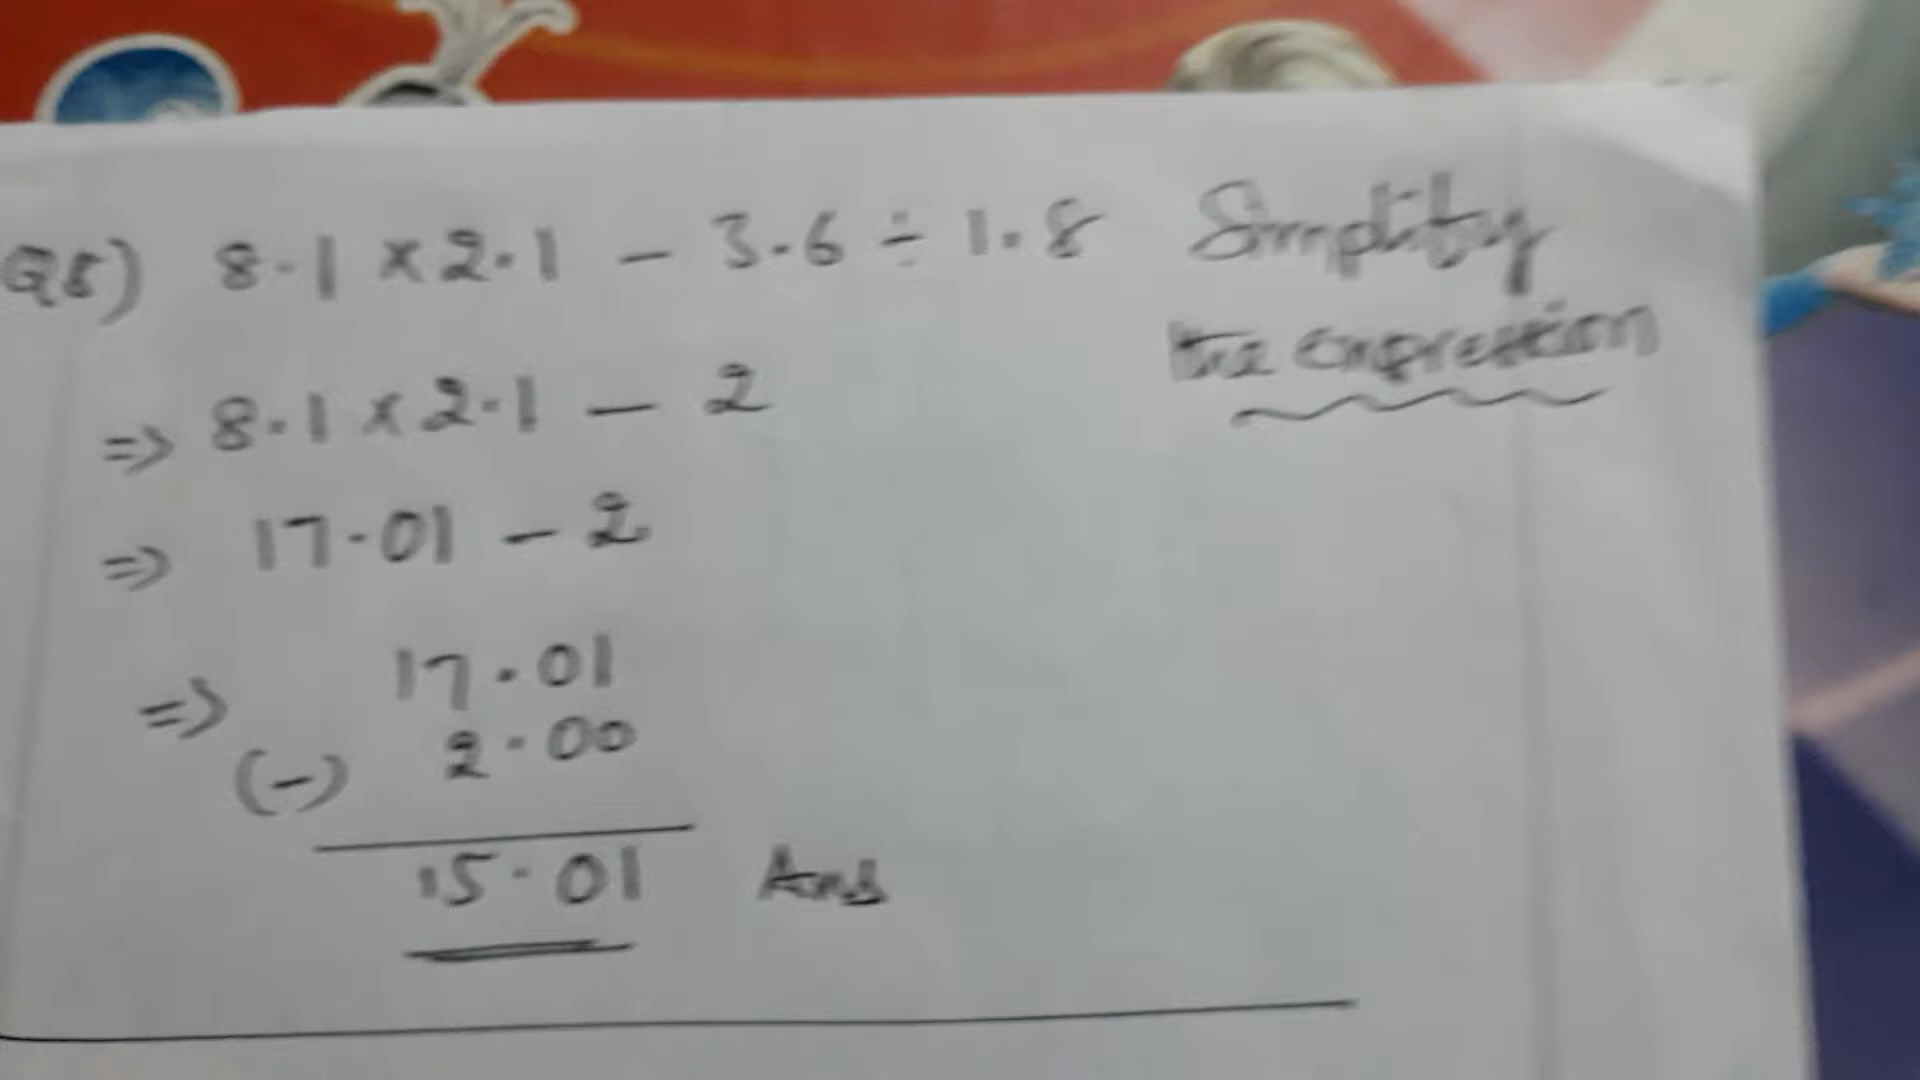 Q8) 8.1 × 2.1 - 3.6 ÷ 1.8 Simplify
the expression
=> 8.1 × 2.1 - 2
=> 17.01 - 2
=> 17.01
(-) 2.00
15.01 Ans